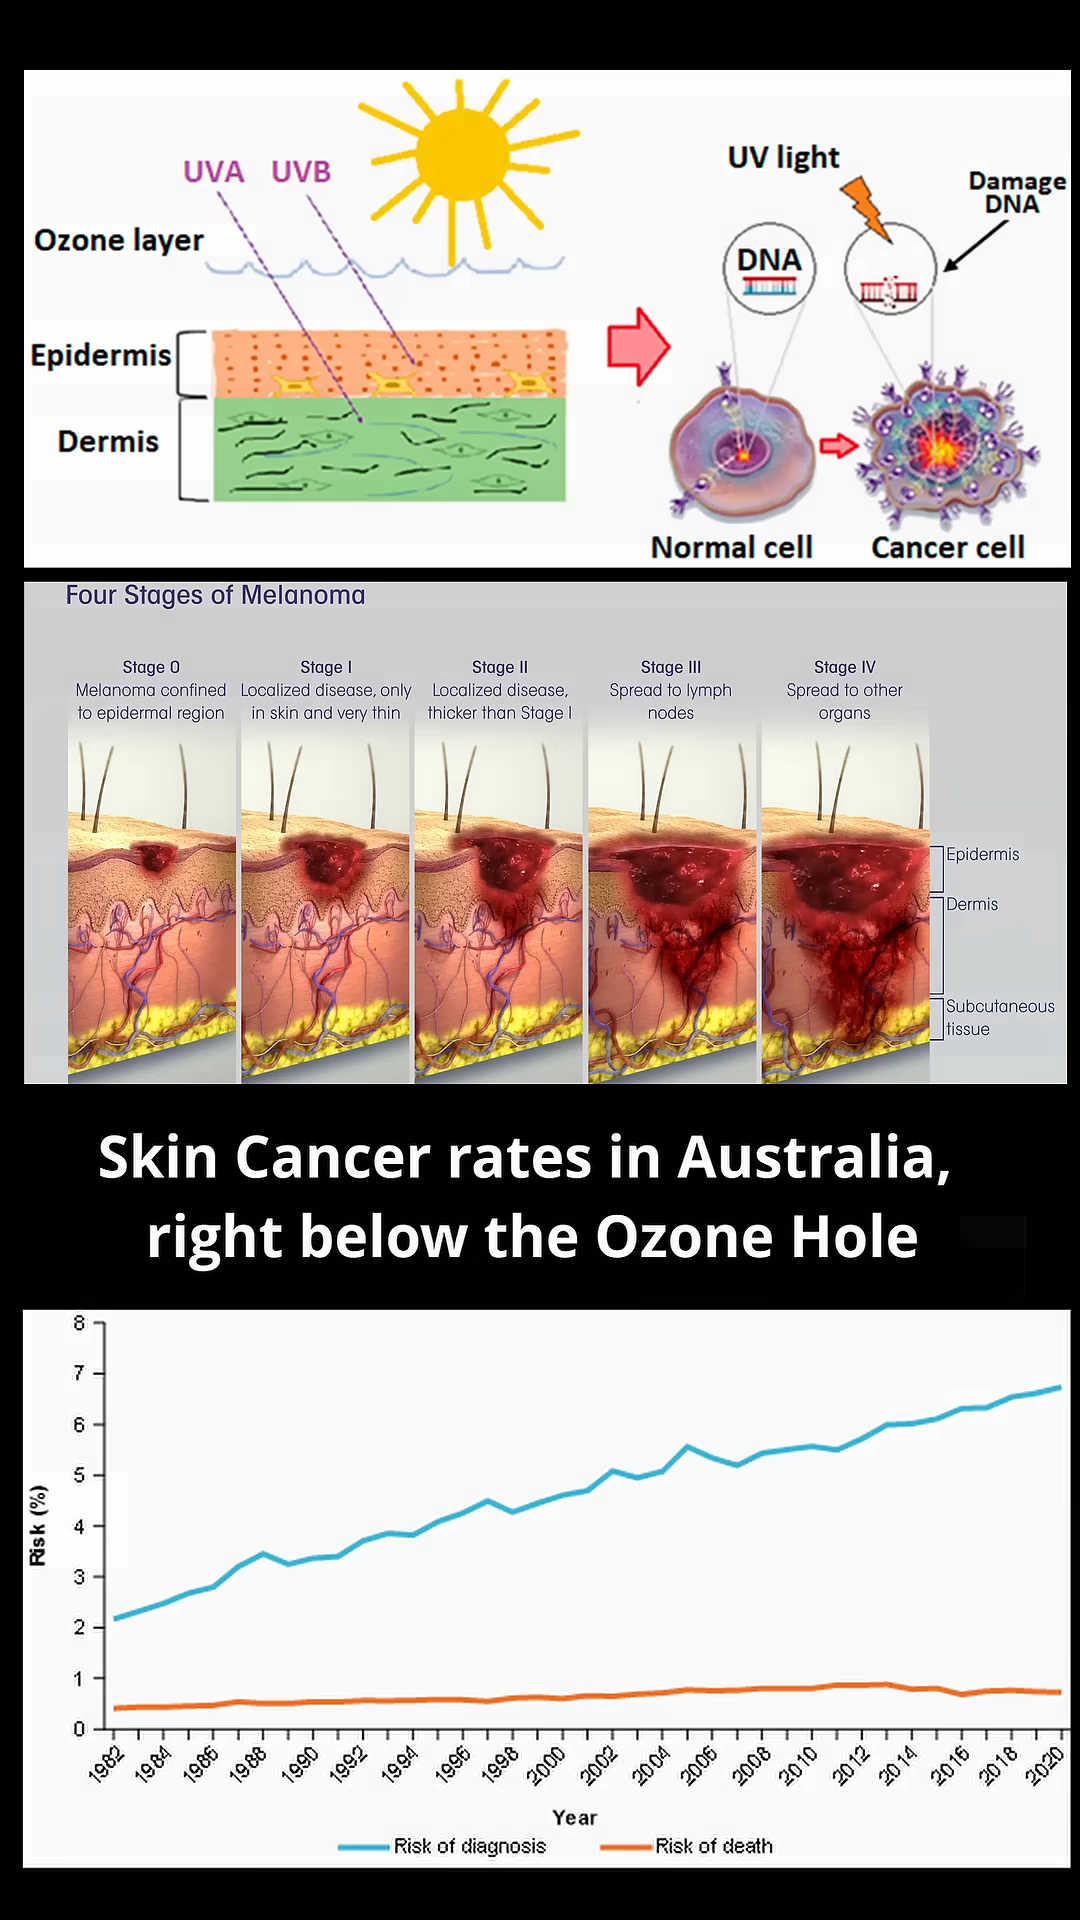 UVA UVB
UV light
Damage
DNA
Ozone layer
DNA
Epidermis
Dermis
Normal cell
Cancer cell
Four Stages of Melanoma
Stage 0
Melanoma confined
to epidermal region
Stage I
Localized disease, only
in skin and very thin
Stage II
Localized disease,
thicker than Stage I
Stage III
Spread to lymph
nodes
Stage IV
Spread to other
organs
Epidermis
Dermis
Subcutaneous
tissue
Skin Cancer rates in Australia,
right below the Ozone Hole
8
7
6
5
4
3
2
1
0
Risk (%)
1982 1984 1986 1988 1990 1992 1994 1996 1998 2000 2002 2004 2006 2008 2010 2012 2014 2016 2018 2020
Year
Risk of diagnosis Risk of death